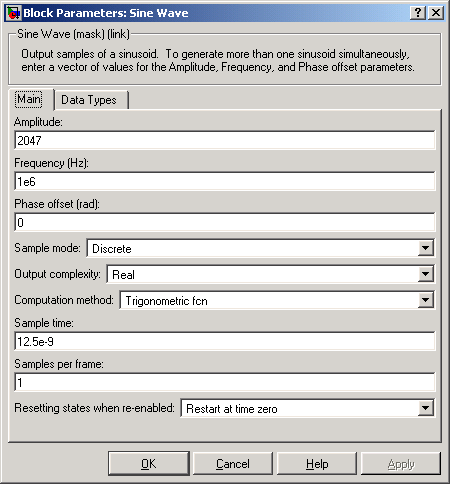 Block Parameters: Sine Wave
Sine Wave (mask) (link)
Output samples of a sinusoid. To generate more than one sinusoid simultaneously,
enter a vector of values for the Amplitude, Frequency, and Phase offset parameters.
Main Data Types
Amplitude:
2047
Frequency (Hz):
1e6
Phase offset (rad):
0
Sample mode: Discrete
Output complexity: Real
Computation method: Trigonometric fcn
Sample time:
12.5e-9
Samples per frame:
1
Resetting states when re-enabled: Restart at time zero
OK Cancel Help Apply